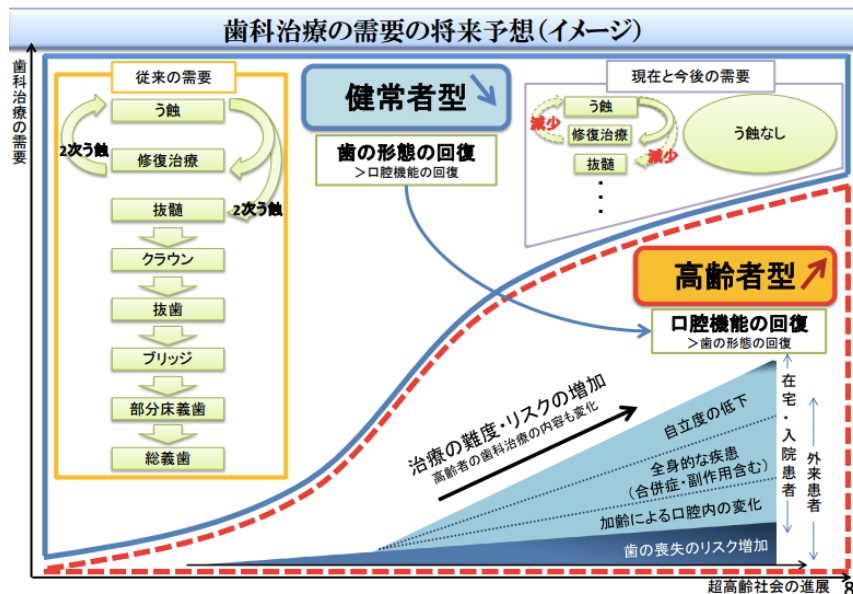 歯科治療の需要の将来予想(イメージ)
歯科治療の需要
従来の需要
う蝕
2次う蝕
修復治療
抜髄
2次う蝕
クラウン
抜歯
ブリッジ
部分床義歯
総義歯
健常者型
歯の形態の回復
>口腔機能の回復
現在と今後の需要
う蝕
減少
修復治療
減少
抜髄
・
・
・
う蝕なし
高齢者型
口腔機能の回復
>歯の形態の回復
治療の難度・リスクの増加
高齢者の歯科治療の内容も変化
自立度の低下
全身的な疾患
(合併症・副作用含む)
加齢による口腔内の変化
歯の喪失のリスク増加
在宅・入院患者
外来患者
超高齢社会の進展
8